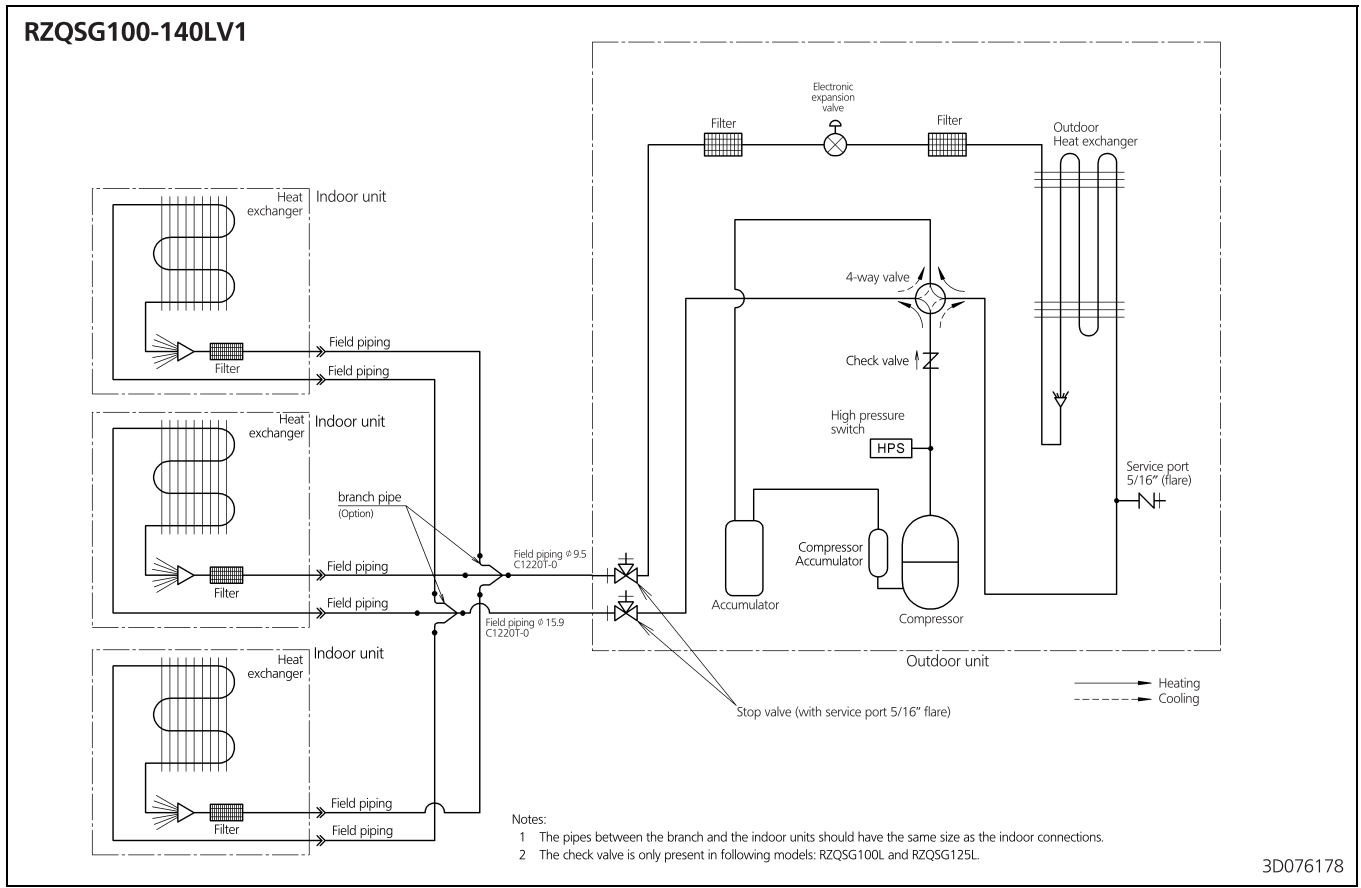 RZQSG100-140LV1
Electronic
expansion
valve
Filter
Filter
Outdoor
Heat exchanger
Heat
exchanger
Indoor unit
4-way valve
Field piping
Filter
Field piping
Check valve
High pressure
switch
HPS
Heat
exchanger
Indoor unit
Service port
5/16" (flare)
branch pipe
(Option)
Field piping ϕ 9.5
C1220T-0
Compressor
Accumulator
Field piping
Filter
Field piping
Field piping ϕ 15.9
C1220T-0
Accumulator
Compressor
Heat
exchanger
Indoor unit
Outdoor unit
Heating
Cooling
Stop valve (with service port 5/16" flare)
Field piping
Filter
Field piping
Notes:
1 The pipes between the branch and the indoor units should have the same size as the indoor connections.
2 The check valve is only present in following models: RZQSG100L and RZQSG125L.
3D076178